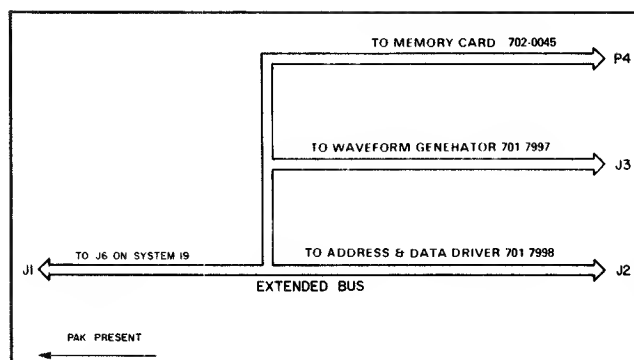 TO MEMORY CARD 702-0045
P4
TO WAVEFORM GENEHATOR 701 7997
J3
TO J6 ON SYSTEM 19
TO ADDRESS & DATA DRIVER 701 7998
J1
J2
EXTENDED BUS
PAK PRESENT